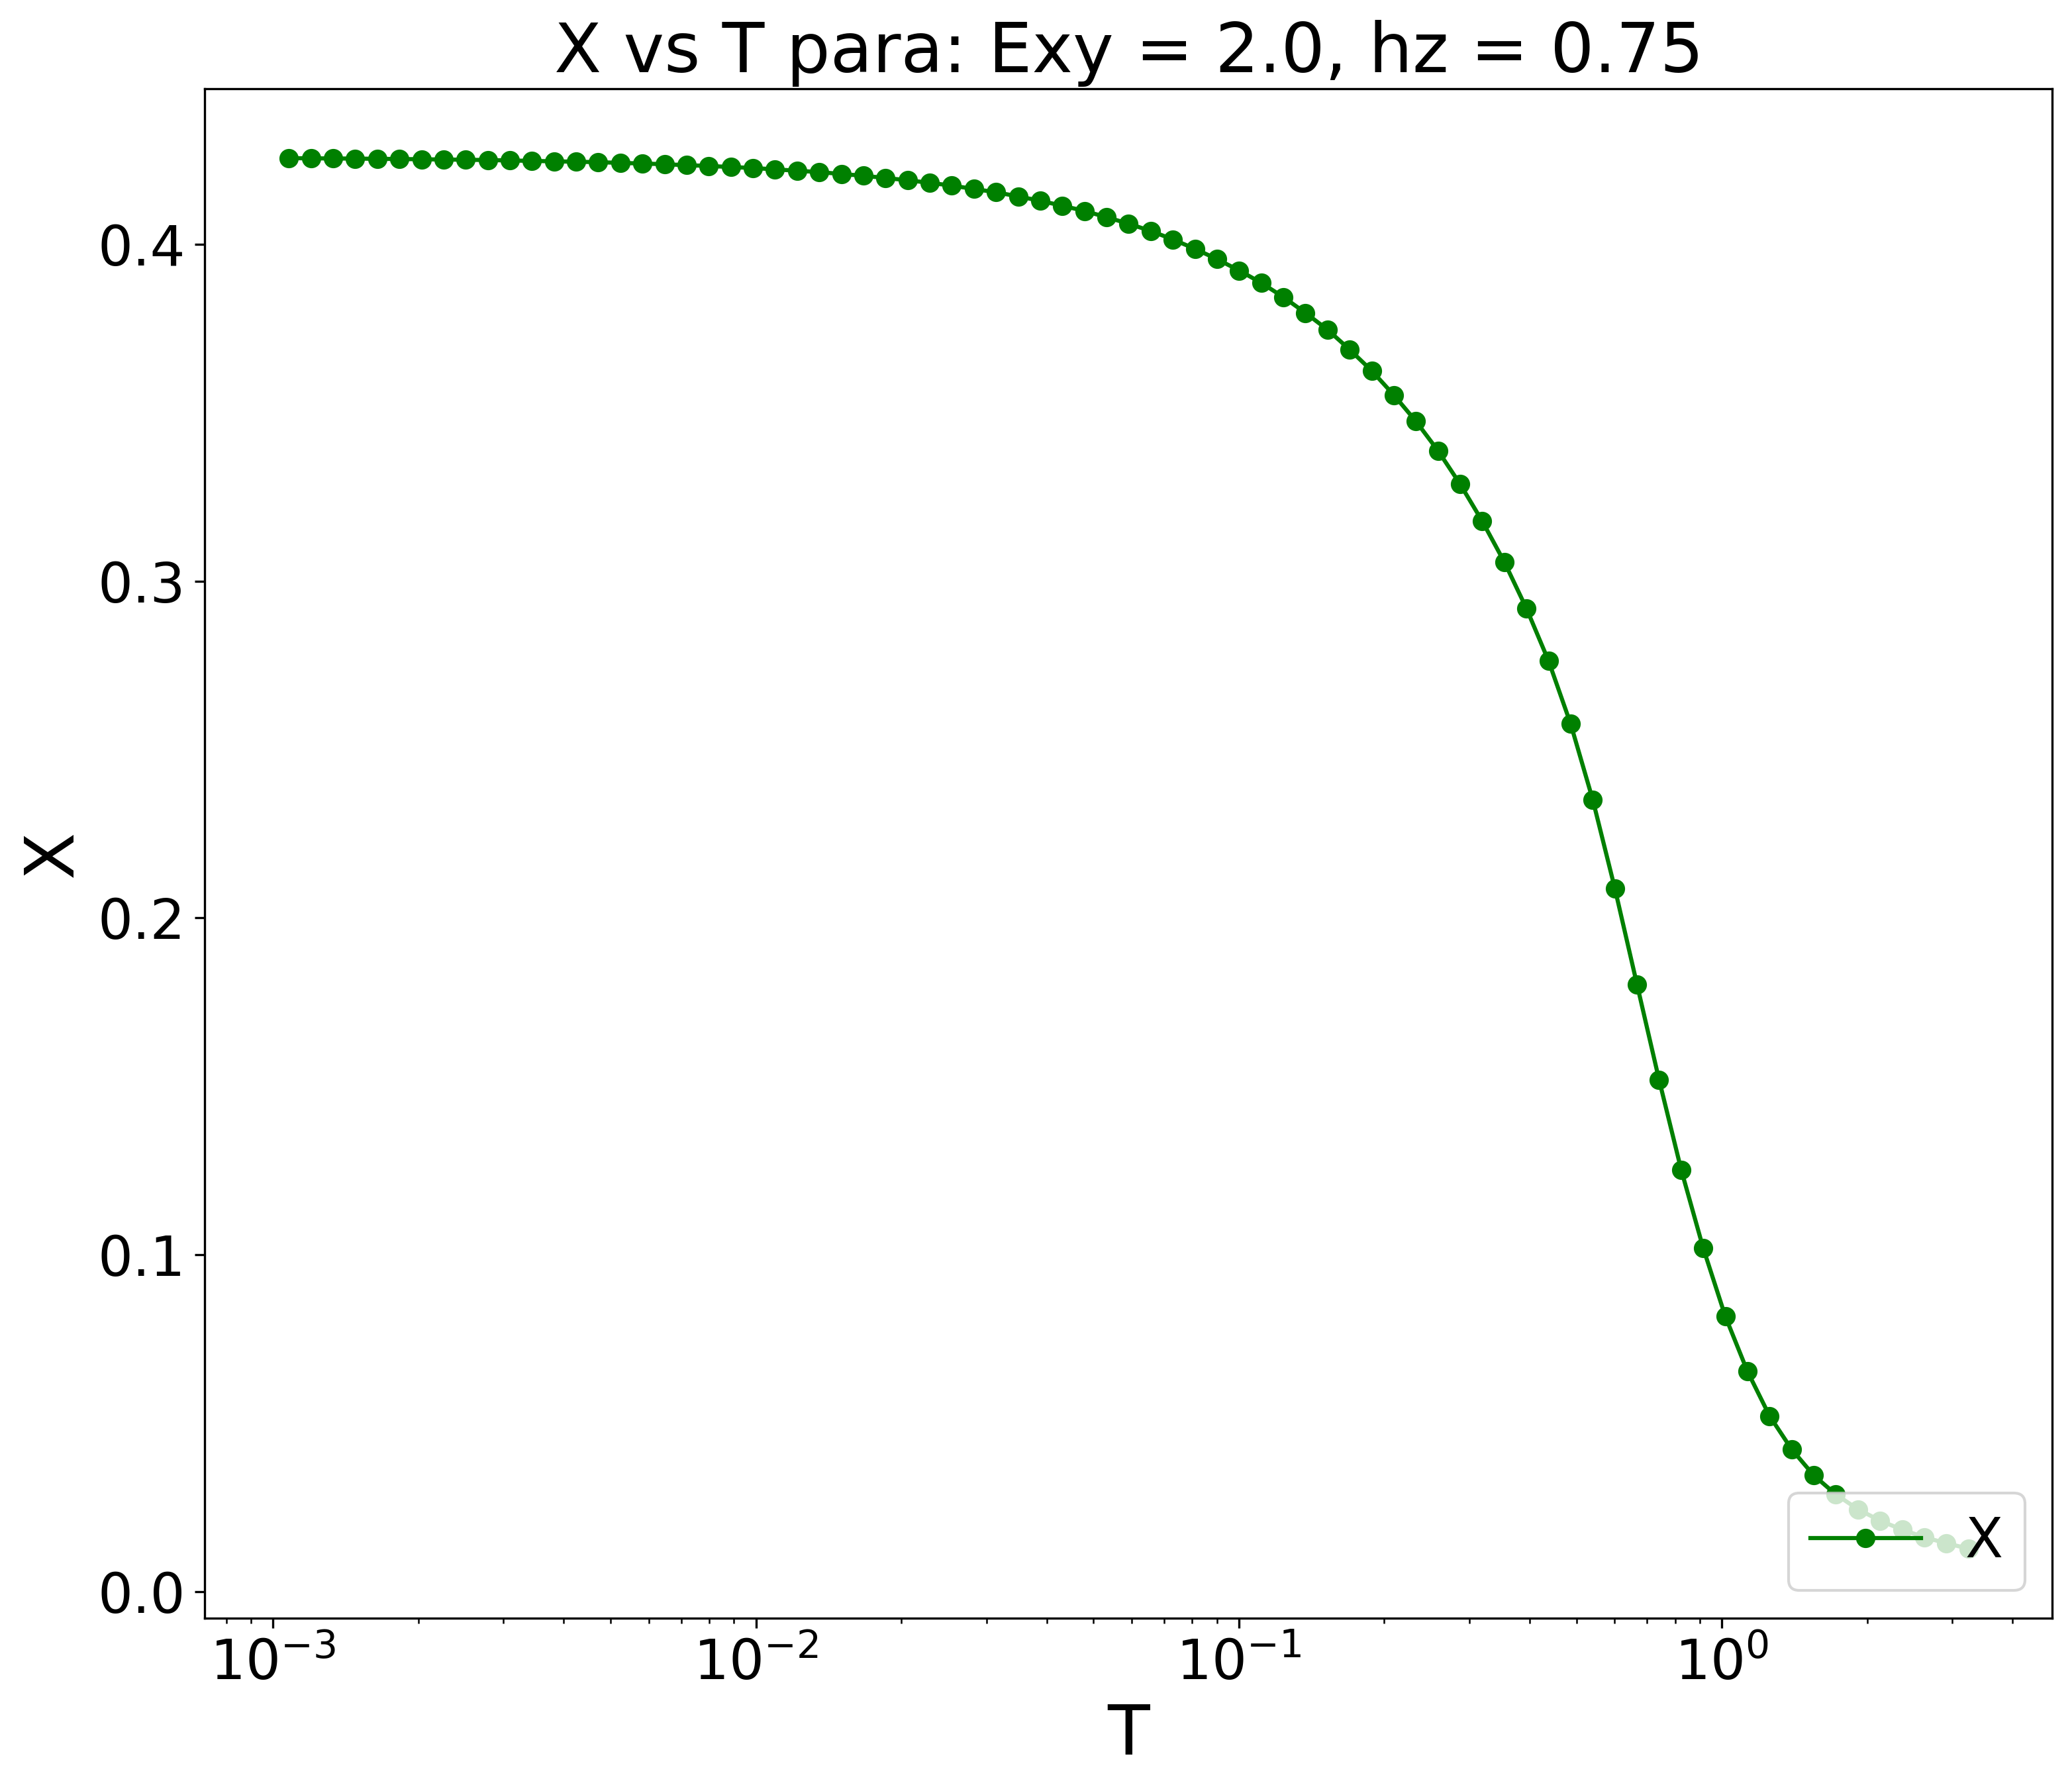 X vs T para: Exy = 2.0, hz = 0.75
X
0.4
0.3
0.2
0.1
0.0
10⁻³ 10⁻² 10⁻¹ 10⁰
T
X